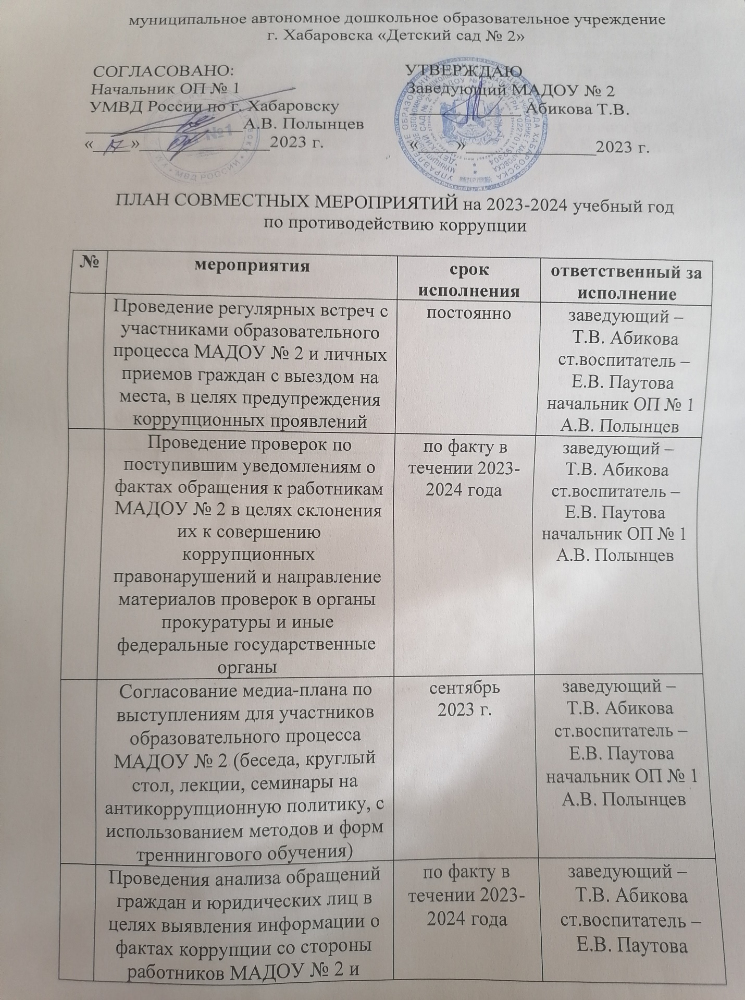 муниципальное автономное дошкольное образовательное учреждение
г. Хабаровска «Детский сад № 2»
СОГЛАСОВАНО:
Начальник ОП № 1
УМВД России по г. Хабаровску
А.В. Полынцев
« 17 » 2023 г.
УТВЕРЖДАЮ
Заведующий МАДОУ № 2
Абикова Т.В.
« » 2023 г.
№1
МВД РОССИИ
ПЛАН СОВМЕСТНЫХ МЕРОПРИЯТИЙ на 2023-2024 учебный год
по противодействию коррупции
№
мероприятия
срок
исполнения
ответственный за
исполнение
Проведение регулярных встреч с
участниками образовательного
процесса МАДОУ № 2 и личных
приемов граждан с выездом на
места, в целях предупреждения
коррупционных проявлений
постоянно
заведующий –
Т.В. Абикова
ст.воспитатель –
Е.В. Паутова
начальник ОП № 1
А.В. Полынцев
Проведение проверок по
поступившим уведомлениям о
фактах обращения к работникам
МАДОУ № 2 в целях склонения
их к совершению
коррупционных
правонарушений и направление
материалов проверок в органы
прокуратуры и иные
федеральные государственные
органы
по факту в
течении 2023-
2024 года
заведующий –
Т.В. Абикова
ст.воспитатель –
Е.В. Паутова
начальник ОП № 1
А.В. Полынцев
Согласование медиа-плана по
выступлениям для участников
образовательного процесса
МАДОУ № 2 (беседа, круглый
стол, лекции, семинары на
антикоррупционную политику, с
использованием методов и форм
треннингового обучения)
сентябрь
2023 г.
заведующий –
Т.В. Абикова
ст.воспитатель –
Е.В. Паутова
начальник ОП № 1
А.В. Полынцев
Проведения анализа обращений
граждан и юридических лиц в
целях выявления информации о
фактах коррупции со стороны
работников МАДОУ № 2 и
по факту в
течении 2023-
2024 года
заведующий –
Т.В. Абикова
ст.воспитатель –
Е.В. Паутова